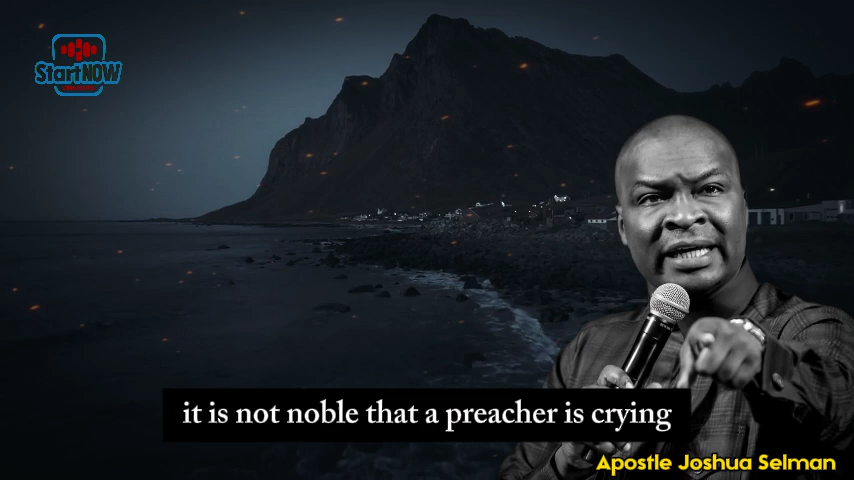 StartNOW
it is not noble that a preacher is crying
Apostle Joshua Selman